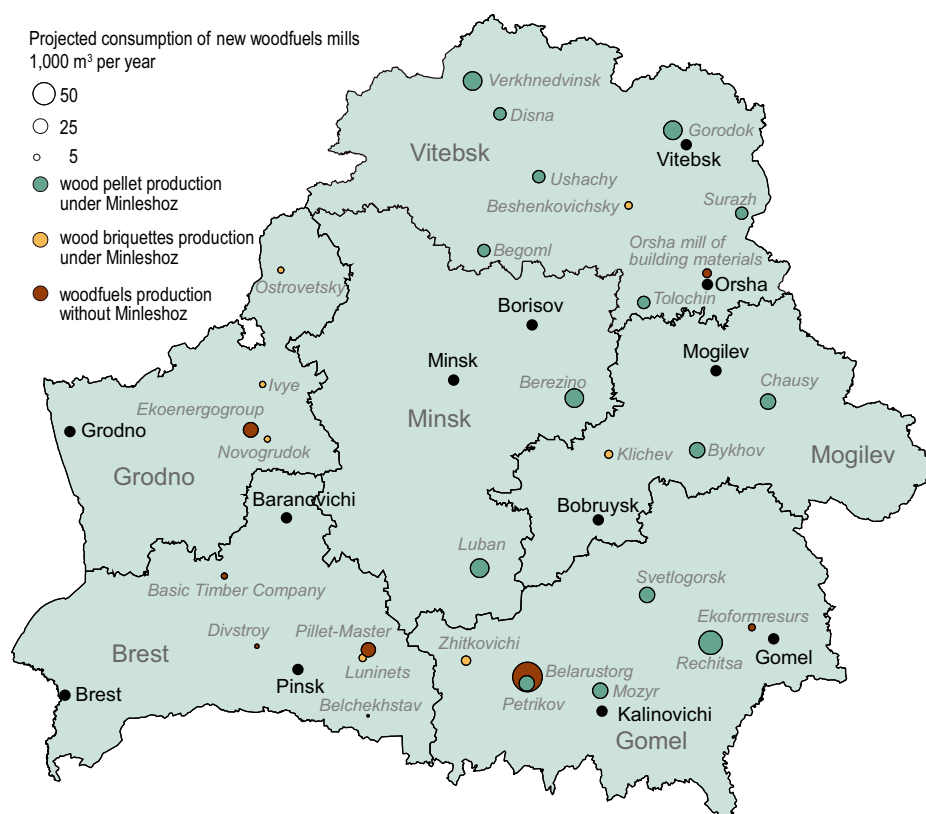 Projected consumption of new woodfuels mills
1,000 m³ per year
50
25
5
wood pellet production
under Minleshoz
wood briquettes production
under Minleshoz
woodfuels production
without Minleshoz
Verkhnedvinsk
Disna
Gorodok
Vitebsk
Vitebsk
Ushachy
Beshenkovichsky
Surazh
Begoml
Orsha mill of
building materials
Ostrovetsky
Orsha
Tolochin
Borisov
Mogilev
Minsk
Ivye
Berezino
Chausy
Ekoenergogroup
Minsk
Grodno
Novogrudok
Klichev
Bykhov
Mogilev
Grodno
Baranovichi
Bobruysk
Luban
Basic Timber Company
Svetlogorsk
Ekoformresurs
Divstroy
Pillet-Master
Zhitkovichi
Brest
Gomel
Rechitsa
Luninets
Belarustorg
Pinsk
Brest
Petrikov
Mozyr
Belchekhstav
Kalinovichi
Gomel